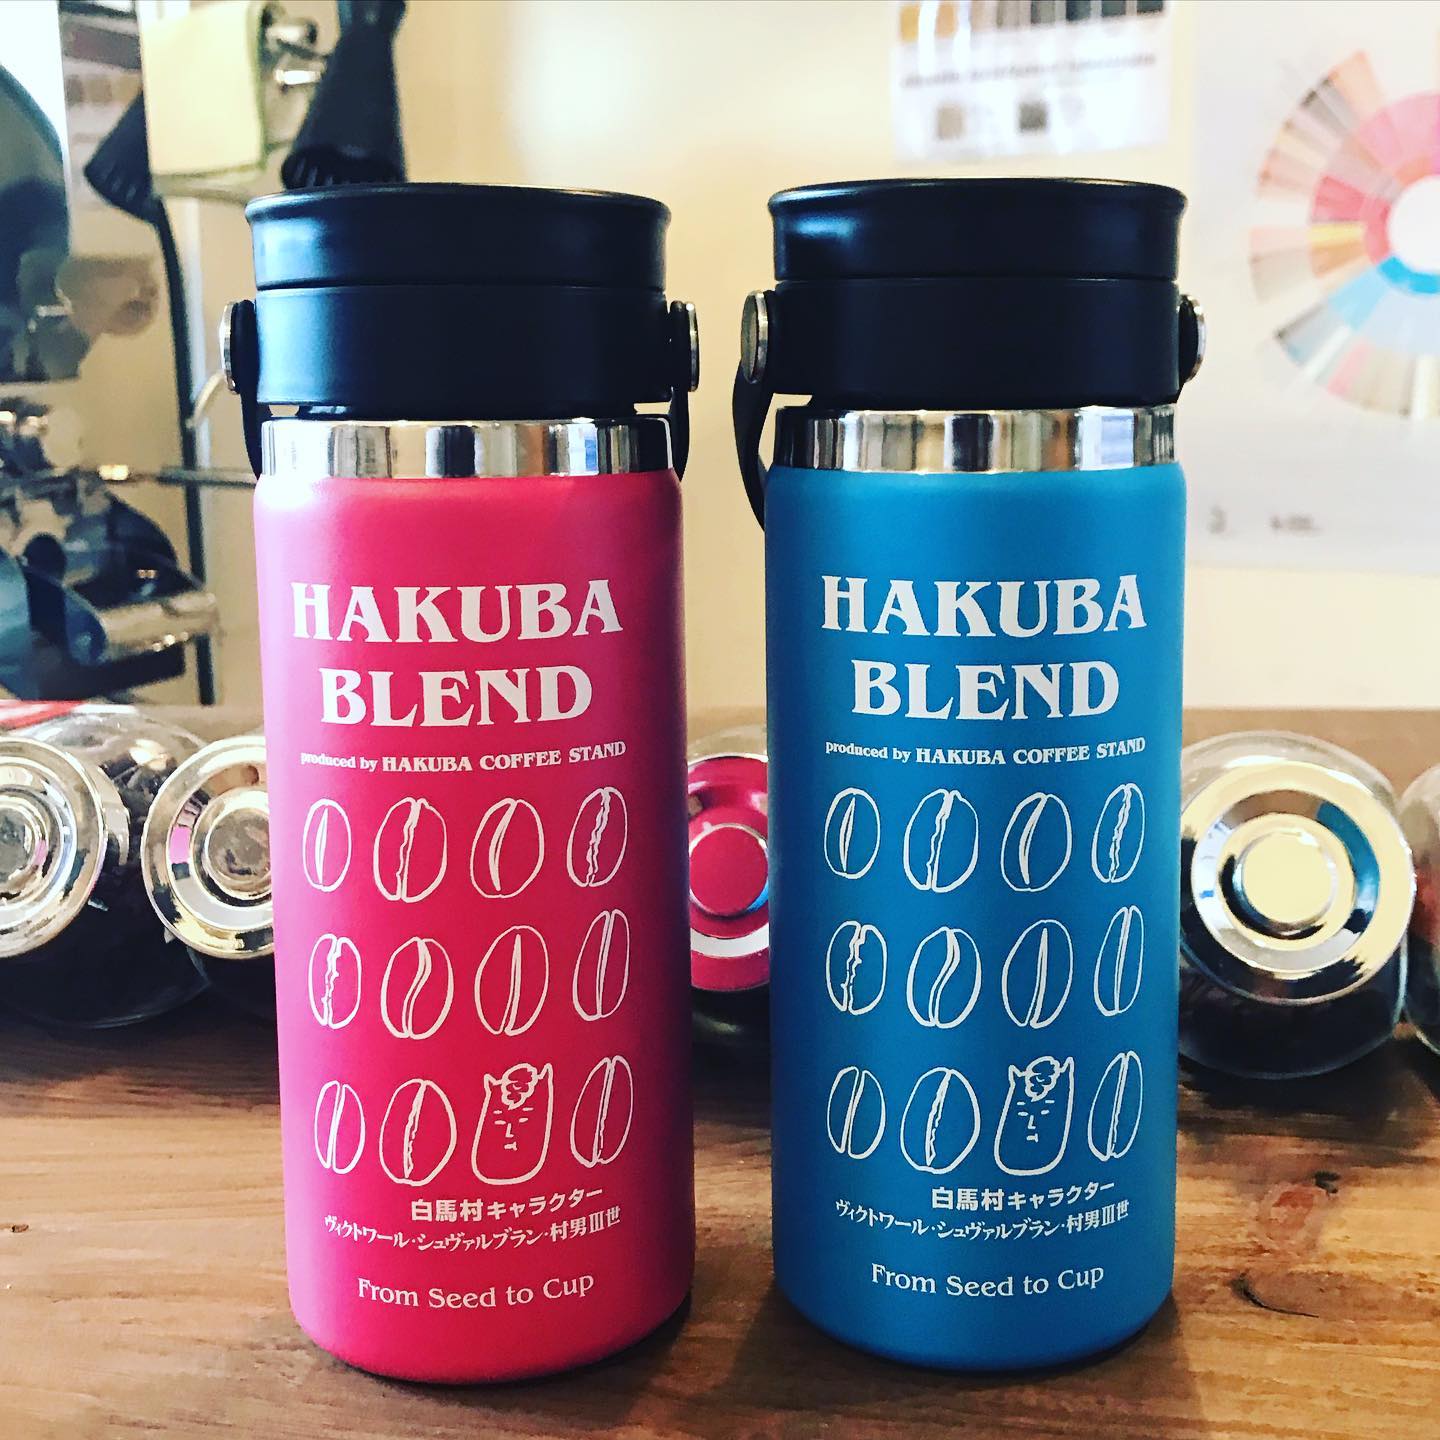 HAKUBA
BLEND
produced by HAKUBA COFFEE STAND
白馬村キャラクター
ヴィクトワール・シュヴァルブラン・村男III世
From Seed to Cup
HAKUBA
BLEND
produced by HAKUBA COFFEE STAND
白馬村キャラクター
ヴィクトワール・シュヴァルブラン・村男III世
From Seed to Cup